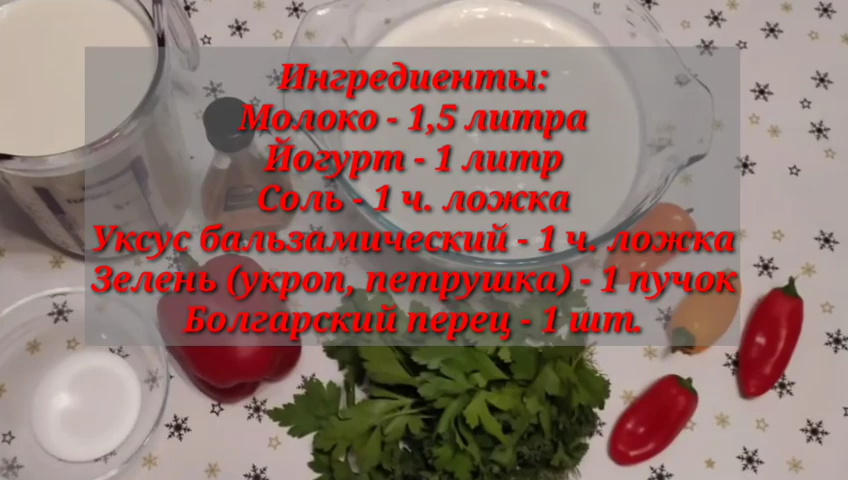 Ингредиенты:
Молоко - 1,5 литра
Йогурт - 1 литр
Соль - 1 ч. ложка
Уксус бальзамический - 1 ч. ложка
Зелень (укроп, петрушка) - 1 пучок
Болгарский перец - 1 шт.